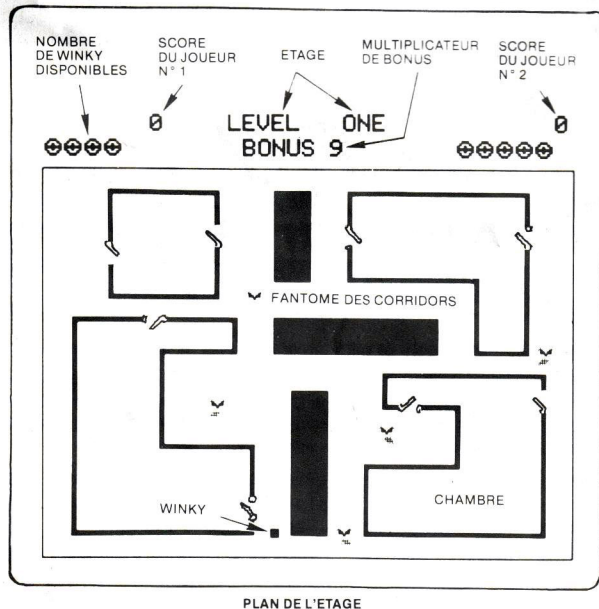 NOMBRE
DE WINKY
DISPONIBLES
SCORE
DU JOUEUR
N° 1
ETAGE
MULTIPLICATEUR
DE BONUS
SCORE
DU JOUEUR
N° 2
0
LEVEL ONE
0
BONUS 9
FANTOME DES CORRIDORS
WINKY
CHAMBRE
PLAN DE L'ETAGE